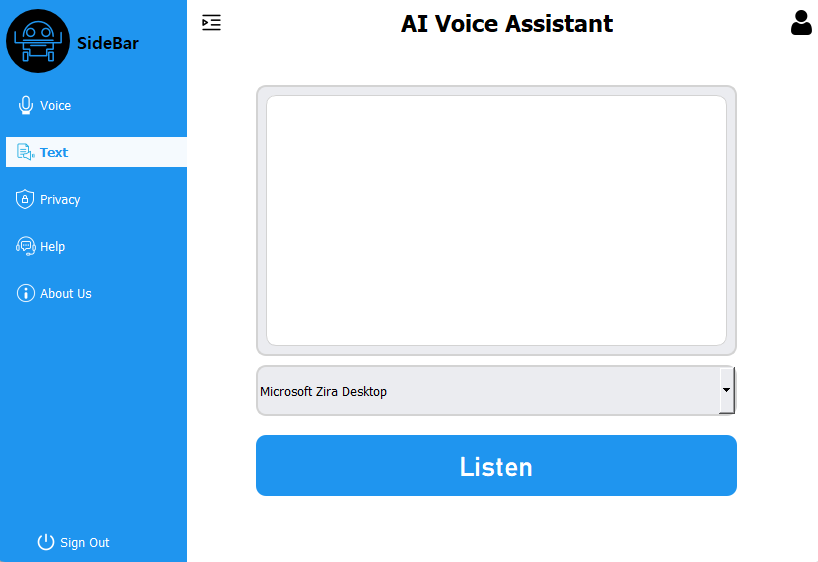 SideBar
Voice
Text
Privacy
Help
About Us
Sign Out
AI Voice Assistant
Microsoft Zira Desktop
Listen